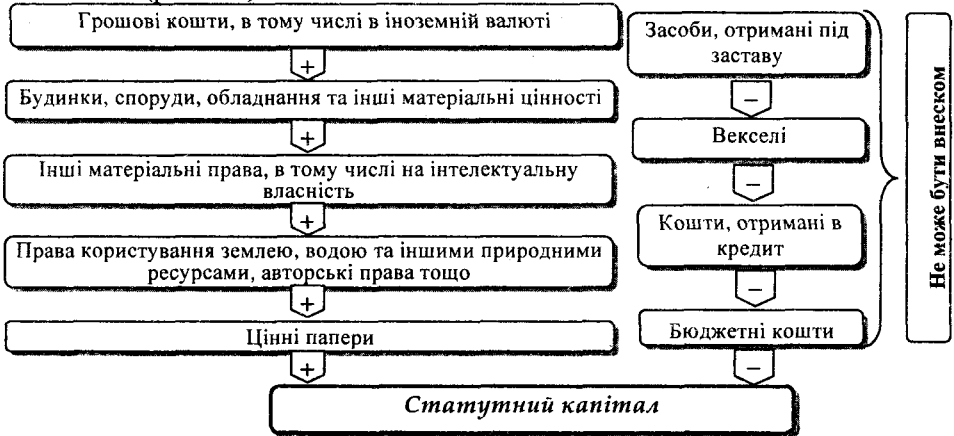 Грошові кошти, в тому числі в іноземній валюті
+
Будинки, споруди, обладнання та інші матеріальні цінності
+
Інші матеріальні права, в тому числі на інтелектуальну
власність
+
Права користування землею, водою та іншими природними
ресурсами, авторські права тощо
+
Цінні папери
+
Засоби, отримані під
заставу
−
Векселі
−
Кошти, отримані в
кредит
−
Бюджетні кошти
−
Не може бути внеском
Статутний капітал